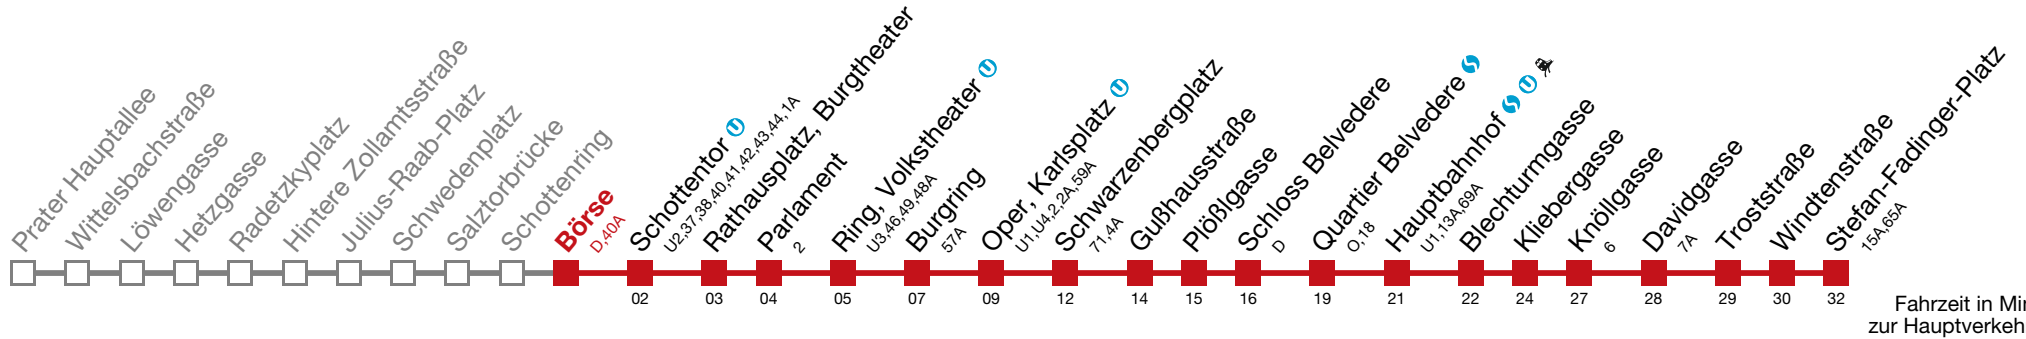 Prater Hauptallee
Wittelsbachstraße
Löwengasse
Hetzgasse
Radetzkyplatz
Hintere Zollamtsstraße
Julius-Raab-Platz
Schwedenplatz
Salztorbrücke
Schottenring
Börse
D,40A
Schottentor
U2,37,38,40,41,42,43,44,1A
Rathausplatz, Burgtheater
Parlament
2
Ring, Volkstheater
U3,46,49,48A
Burgring
57A
Oper, Karlsplatz
U1,U4,2,2A,59A
Schwarzenbergplatz
71,4A
Gußhausstraße
Plößlgasse
Schloss Belvedere
D
Quartier Belvedere
O,18
Hauptbahnhof
U1,13A,69A
Blechturmgasse
Kliebergasse
Knöllgasse
6
Davidgasse
7A
Troststraße
Windtenstraße
Stefan-Fadinger-Platz
15A,65A
02 03 04 05 07 09 12 14 15 16 19 21 22 24 27 28 29 30 32
Fahrzeit in
zur